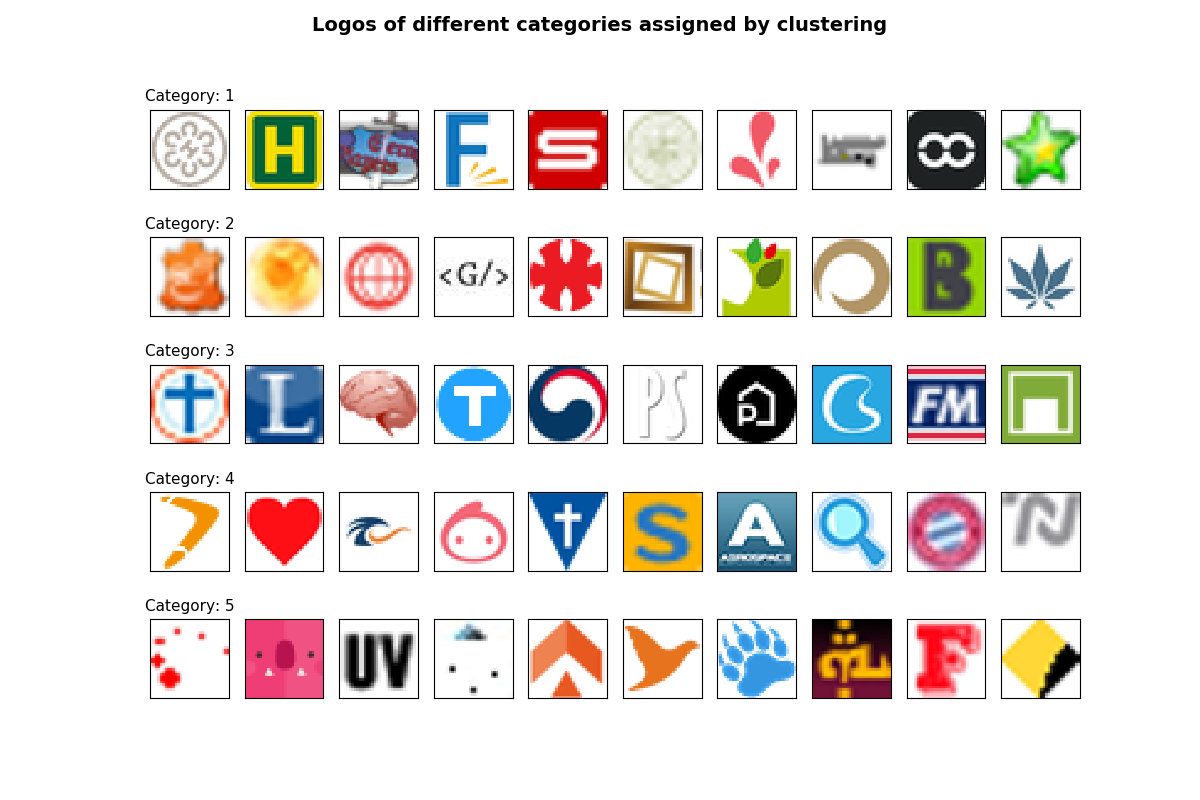 Logos of different categories assigned by clustering
Category: 1
H
F
S
Category: 2
<G/>
B
Category: 3
L
T
PS
P
FM
Category: 4
S
A
AEROSPACE
N
Category: 5
UV
F